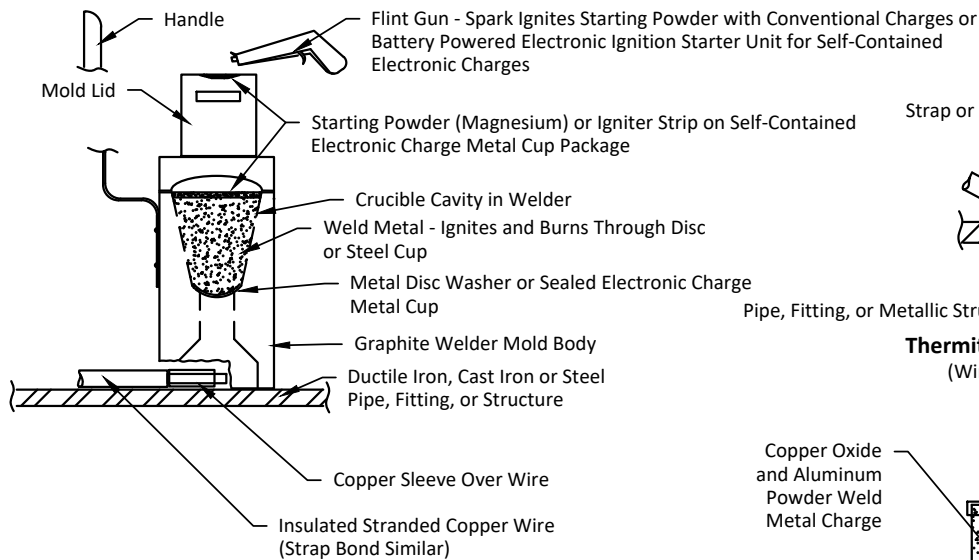 Handle
Flint Gun - Spark Ignites Starting Powder with Conventional Charges or
Battery Powered Electronic Ignition Starter Unit for Self-Contained
Electronic Charges
Mold Lid
Starting Powder (Magnesium) or Igniter Strip on Self-Contained
Electronic Charge Metal Cup Package
Crucible Cavity in Welder
Weld Metal - Ignites and Burns Through Disc
or Steel Cup
Metal Disc Washer or Sealed Electronic Charge
Metal Cup
Graphite Welder Mold Body
Ductile Iron, Cast Iron or Steel
Pipe, Fitting, or Structure
Copper Sleeve Over Wire
Insulated Stranded Copper Wire
(Strap Bond Similar)
Strap or
Pipe, Fitting, or Metallic Stru
Thermit
(Wi
Copper Oxide
and Aluminum
Powder Weld
Metal Charge